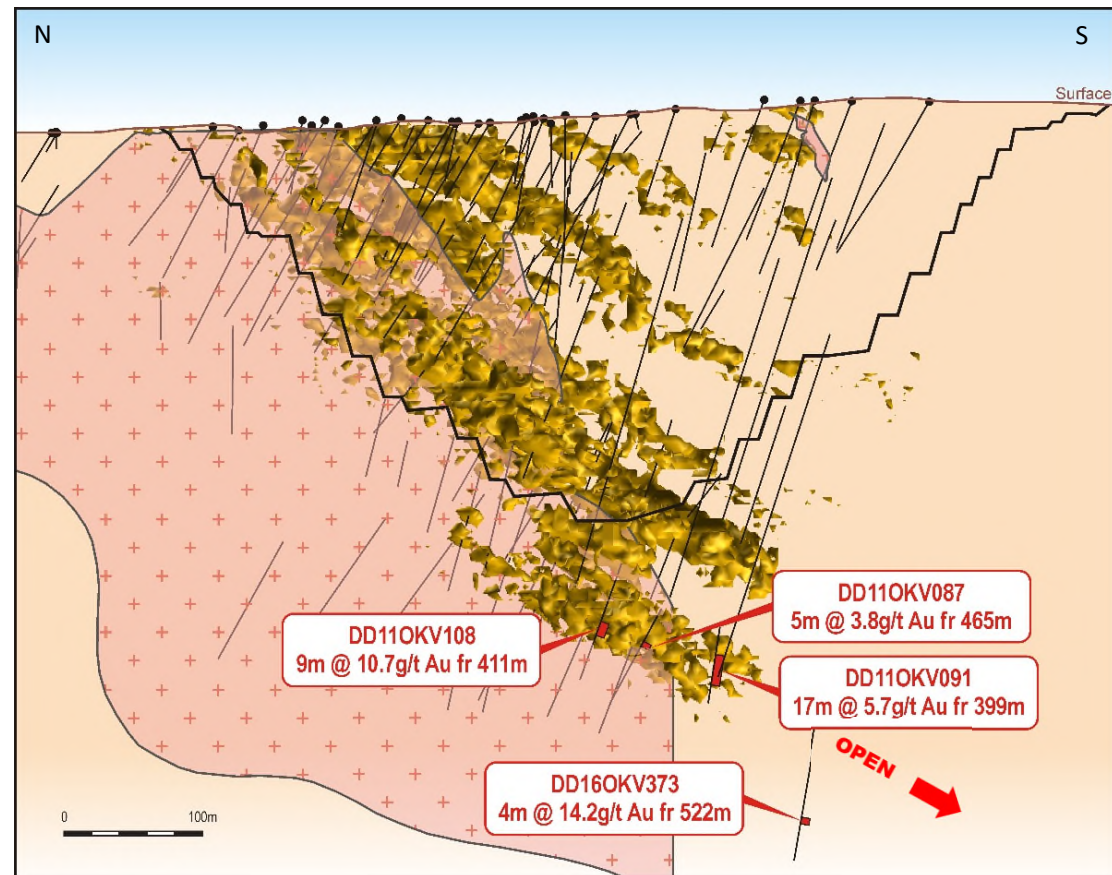 N
S
Surface
DD11OKV087
5m @ 3.8g/t Au fr 465m
DD11OKV108
9m @ 10.7g/t Au fr 411m
DD11OKV091
17m @ 5.7g/t Au fr 399m
OPEN
DD16OKV373
4m @ 14.2g/t Au fr 522m
0
100m